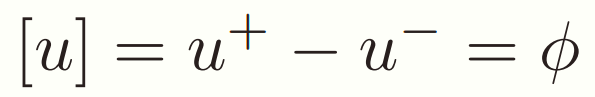 [u] = u⁺ − u⁻ = ϕ